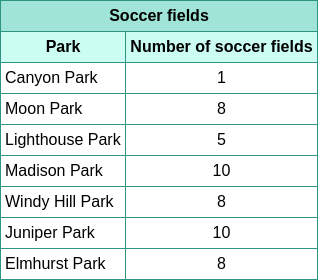 Soccer fields
Park Number of soccer fields
Canyon Park 1
Moon Park 8
Lighthouse Park 5
Madison Park 10
Windy Hill Park 8
Juniper Park 10
Elmhurst Park 8